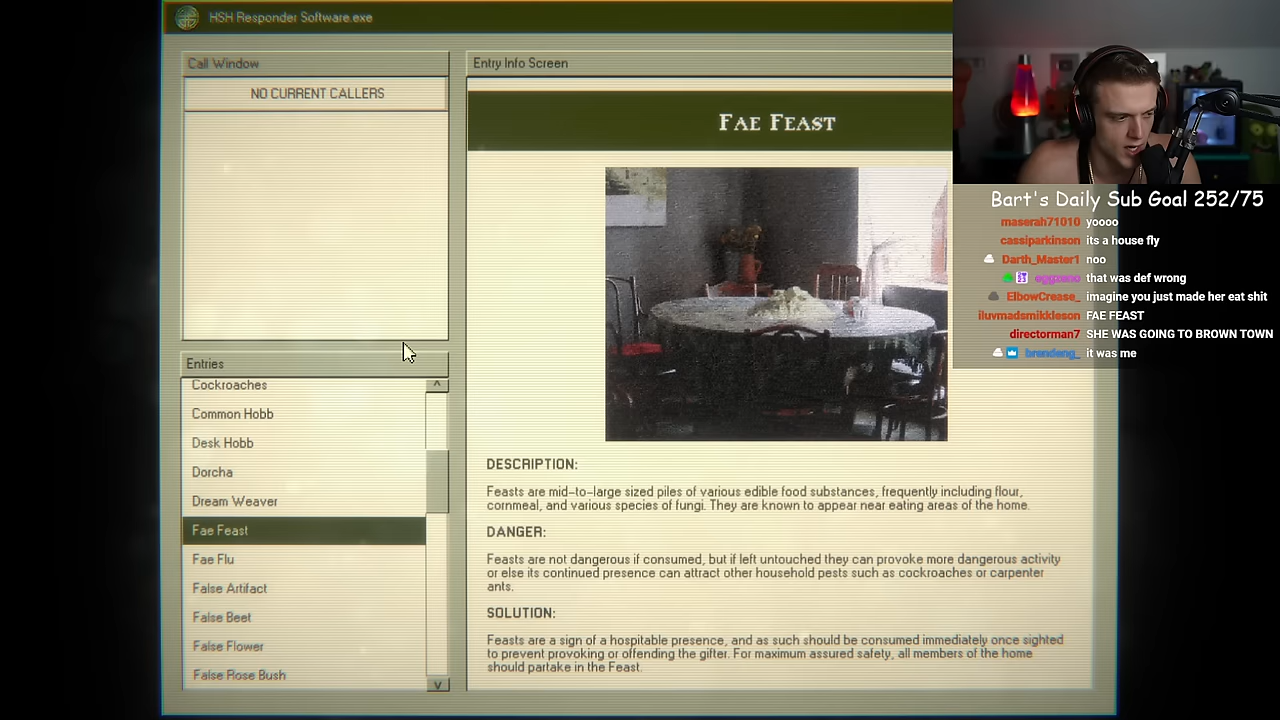 HSH Responder Software.exe
Call Window
NO CURRENT CALLERS
Entries
Cockroaches
Common Hobb
Desk Hobb
Dorcha
Dream Weaver
Fae Feast
Fae Flu
False Artifact
False Beet
False Flower
False Rose Bush
Entry Info Screen
FAE FEAST
DESCRIPTION:
Feasts are mid-to-large sized piles of various edible food substances, frequently including flour,
cornmeal, and various species of fungi. They are known to appear near eating areas of the home.
DANGER:
Feasts are not dangerous if consumed, but if left untouched they can provoke more dangerous activity
or else its continued presence can attract other household pests such as cockroaches or carpenter
ants.
SOLUTION:
Feasts are a sign of a hospitable presence, and as such should be consumed immediately once sighted
to prevent provoking or offending the gifter. For maximum assured safety, all members of the home
should partake in the Feast.
Bart's Daily Sub Goal 252/75
maserah71010 yoooo
cassiparkinson its a house fly
Darth_Master1 noo
that was def wrong
ElbowCrease_ imagine you just made her eat shit
iluvmadsmikkleson FAE FEAST
directorman7 SHE WAS GOING TO BROWN TOWN
brendeng_ it was me